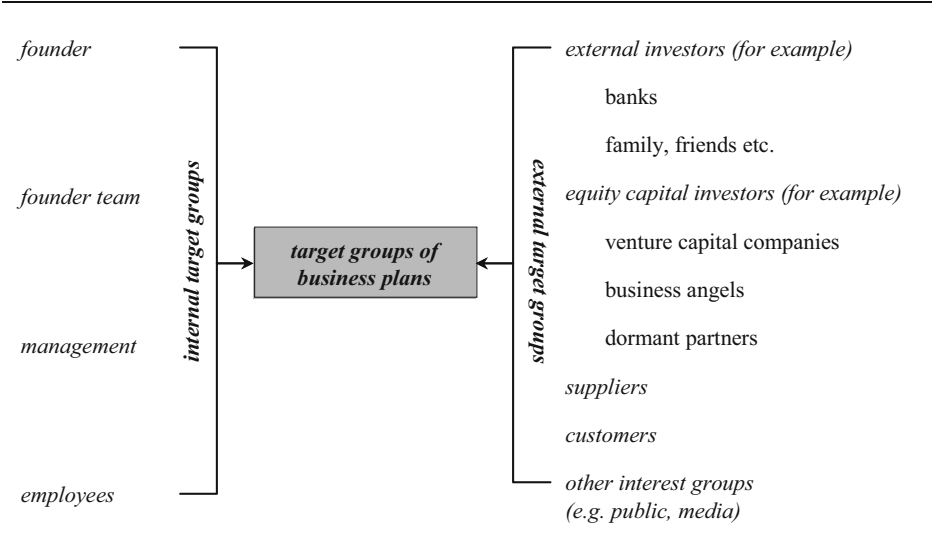 founder
founder team
management
employees
internal target groups
target groups of
business plans
external target groups
external investors (for example)
banks
family, friends etc.
equity capital investors (for example)
venture capital companies
business angels
dormant partners
suppliers
customers
other interest groups
(e.g. public, media)